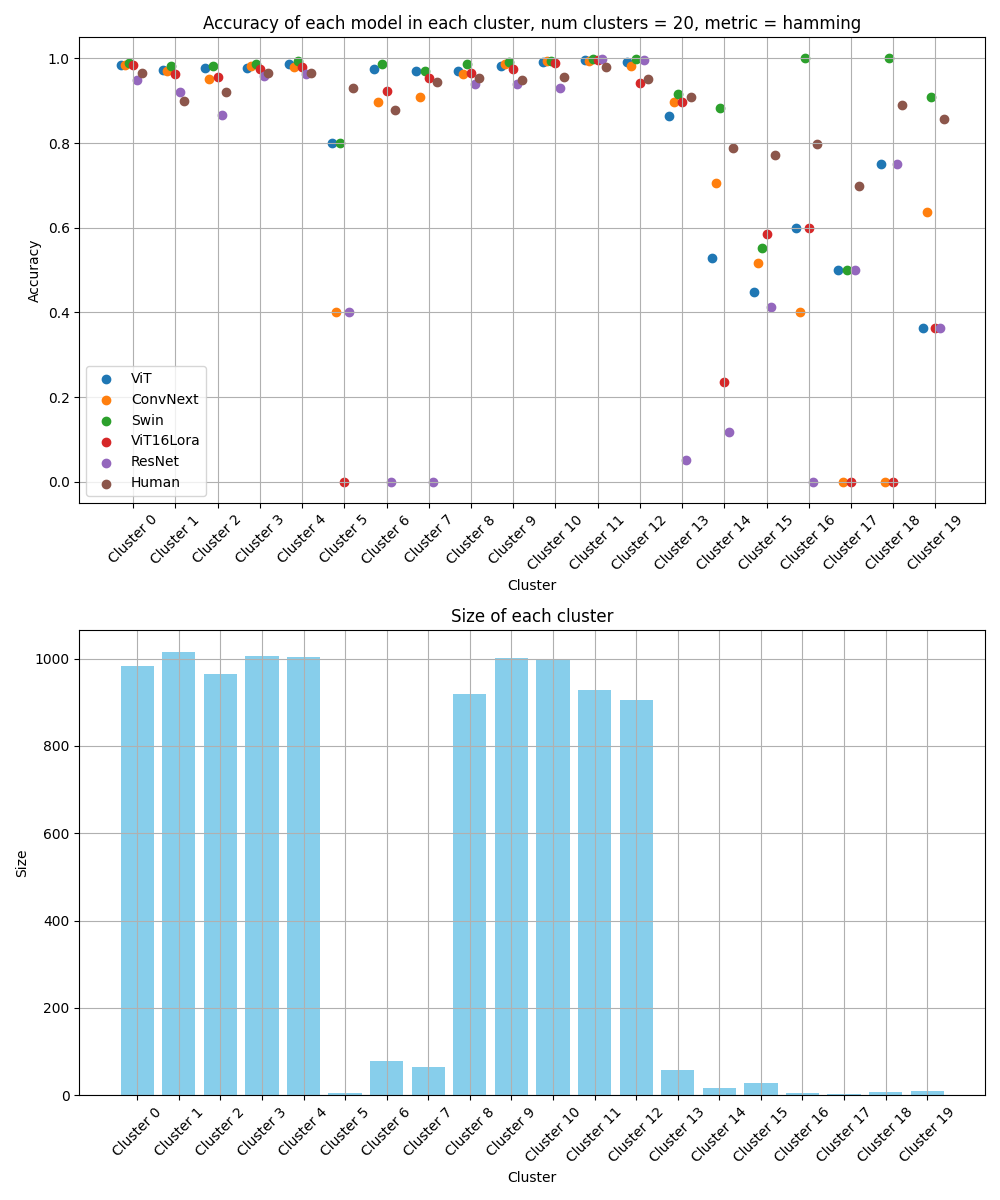 Accuracy of each model in each cluster, num clusters = 20, metric = hamming
Accuracy
1.0
0.8
0.6
0.4
0.2
0.0
ViT
ConvNext
Swin
ViT16Lora
ResNet
Human
Cluster 0
Cluster 1
Cluster 2
Cluster 3
Cluster 4
Cluster 5
Cluster 6
Cluster 7
Cluster 8
Cluster 9
Cluster 10
Cluster 11
Cluster 12
Cluster 13
Cluster 14
Cluster 15
Cluster 16
Cluster 17
Cluster 18
Cluster 19
Cluster
Size of each cluster
Size
1000
800
600
400
200
0
Cluster 0
Cluster 1
Cluster 2
Cluster 3
Cluster 4
Cluster 5
Cluster 6
Cluster 7
Cluster 8
Cluster 9
Cluster 10
Cluster 11
Cluster 12
Cluster 13
Cluster 14
Cluster 15
Cluster 16
Cluster 17
Cluster 18
Cluster 19
Cluster